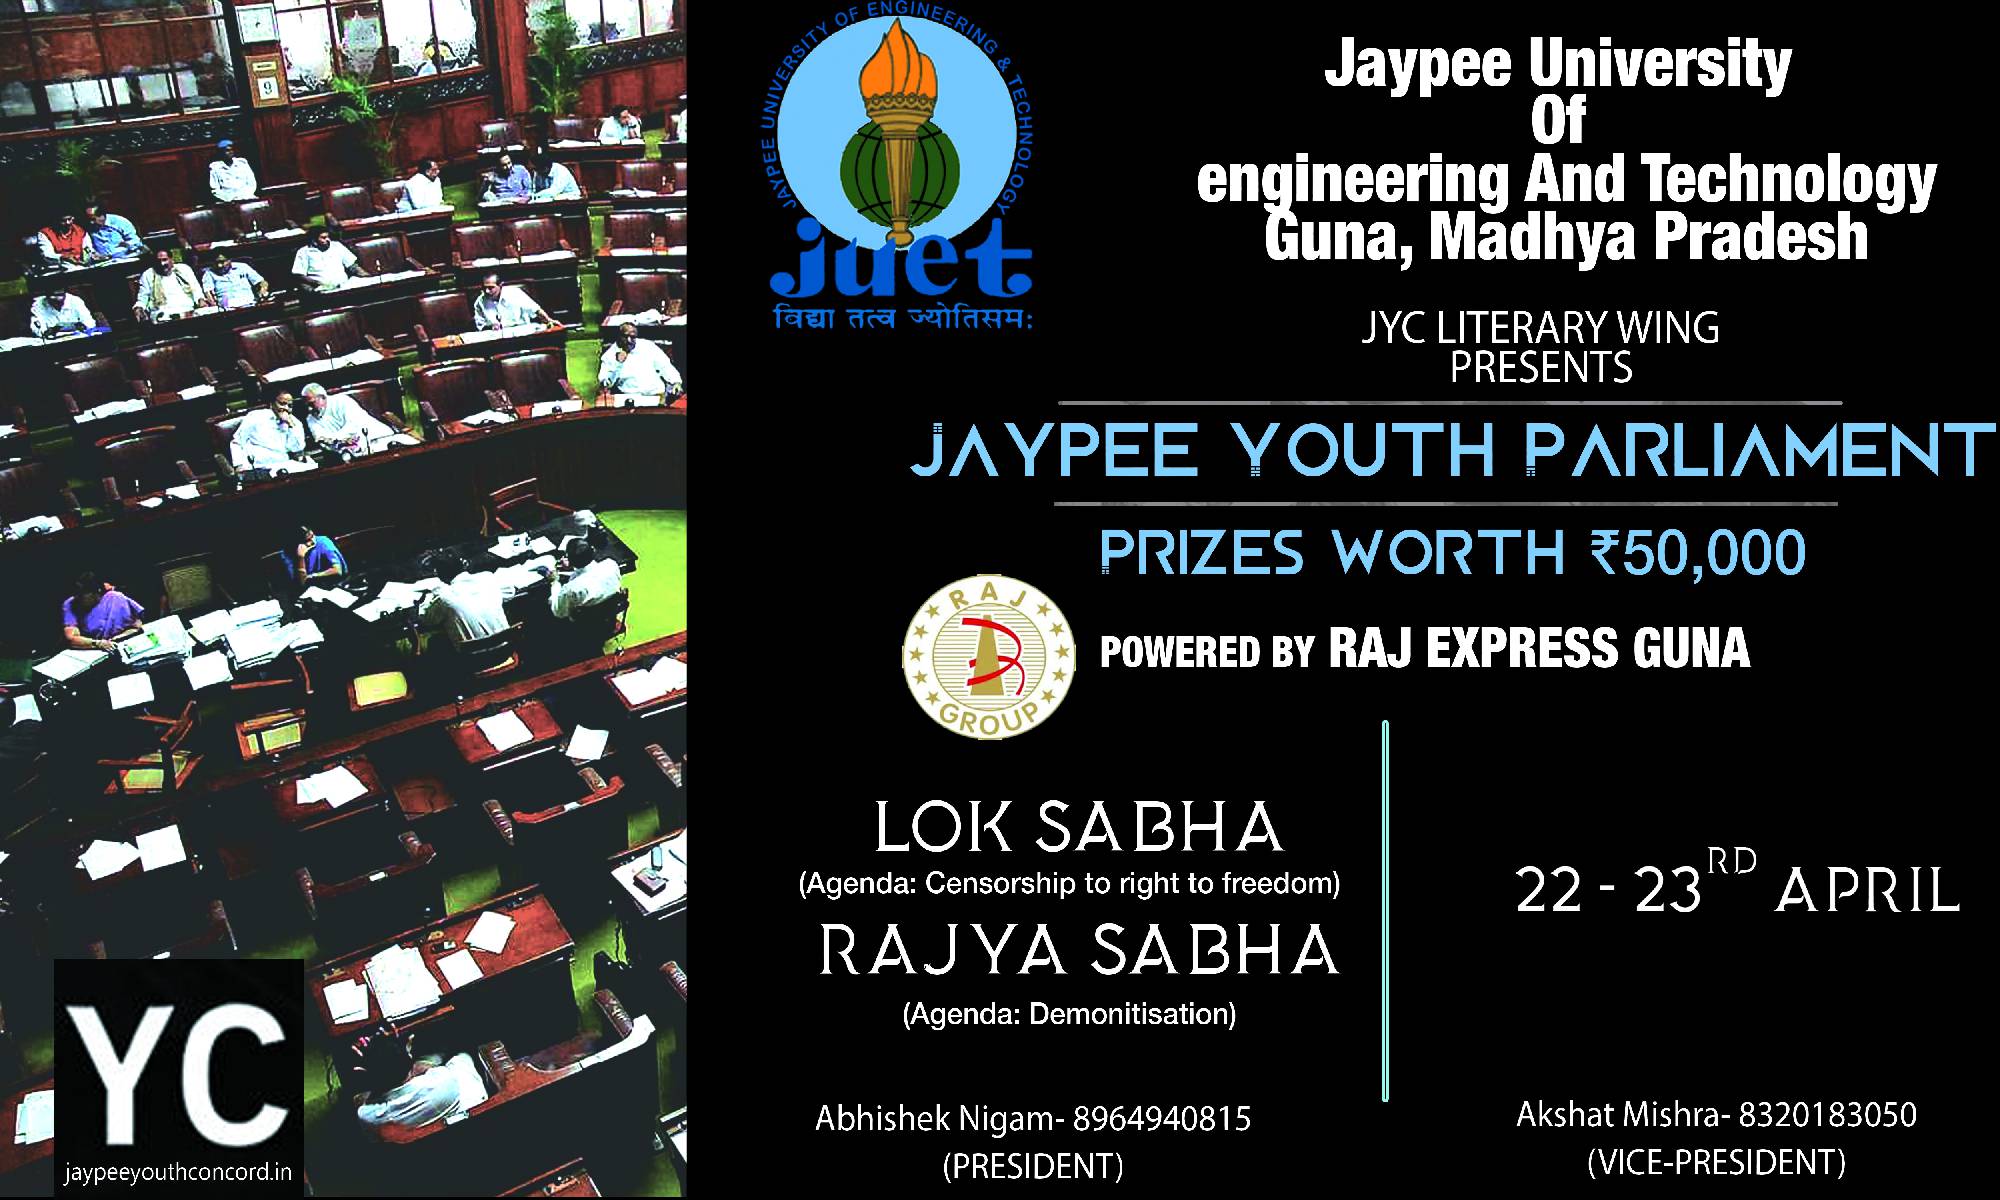 JAYPEE UNIVERSITY OF ENGINEERING & TECHNOLOGY
juet
विद्या तत्व ज्योतिसम:
Jaypee University
Of
engineering And Technology
Guna, Madhya Pradesh
JYC LITERARY WING
PRESENTS
JAYPEE YOUTH PARLIAMENT
PRIZES WORTH ₹50,000
RAJ
GROUP
POWERED BY RAJ EXPRESS GUNA
LOK SABHA
(Agenda: Censorship to right to freedom)
RAJYA SABHA
(Agenda: Demonitisation)
22 - 23RD APRIL
Abhishek Nigam- 8964940815
(PRESIDENT)
Akshat Mishra- 8320183050
(VICE-PRESIDENT)
9
YC
jaypeeyouthconcord.in